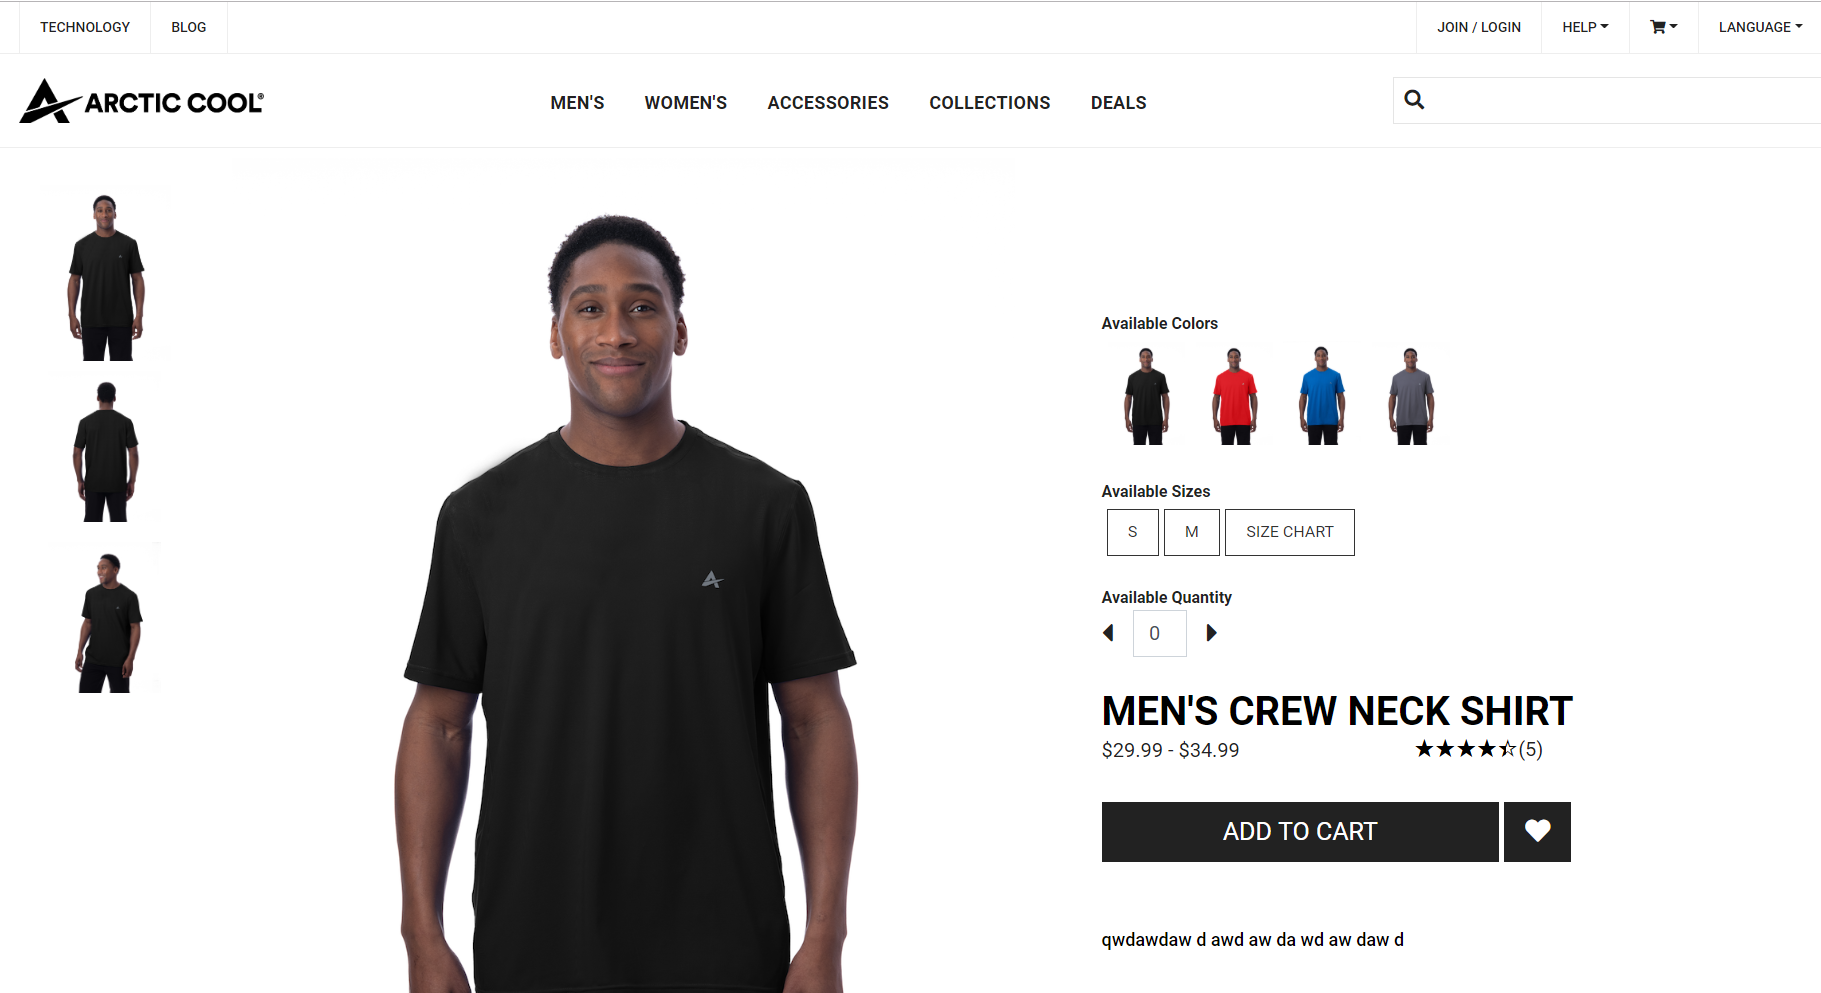 TECHNOLOGY
BLOG
JOIN / LOGIN
HELP
LANGUAGE
ARCTIC COOL®
MEN'S
WOMEN'S
ACCESSORIES
COLLECTIONS
DEALS
Available Colors
Available Sizes
S
M
SIZE CHART
Available Quantity
0
MEN'S CREW NECK SHIRT
$29.99 - $34.99
(5)
ADD TO CART
qwdawdaw d awd aw da wd aw daw d